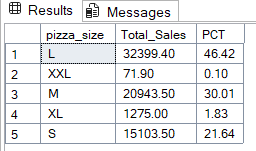 Results Messages
pizza_size Total_Sales PCT
1 L 32399.40 46.42
2 XXL 71.90 0.10
3 M 20943.50 30.01
4 XL 1275.00 1.83
5 S 15103.50 21.64